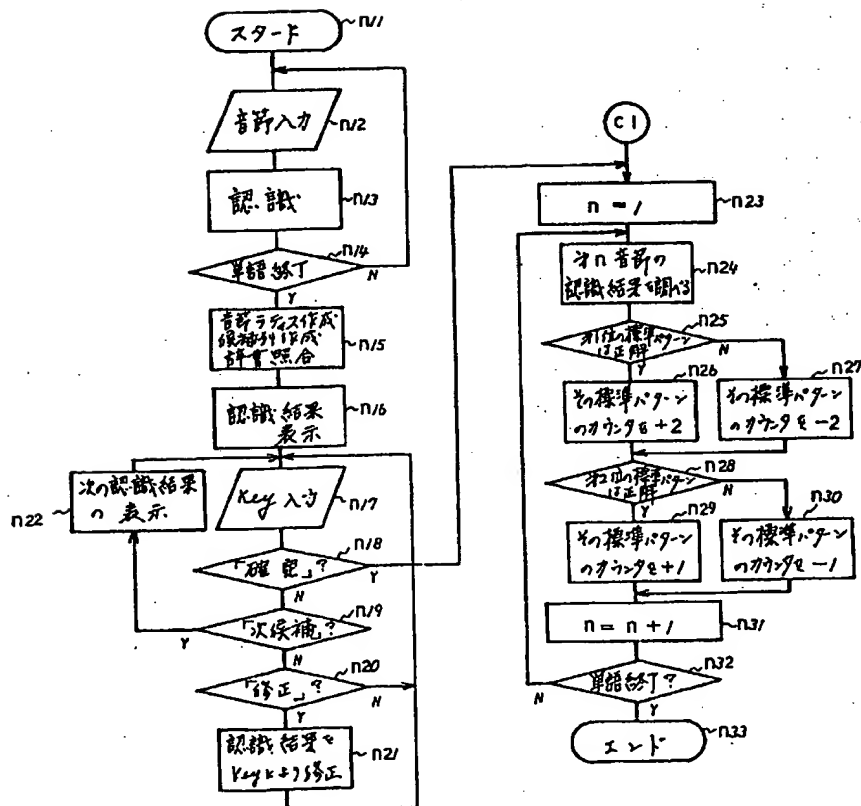 スタート
n11
音節入力
n12
認識
n13
単語終了
n14
N
Y
音節ラティス作成
候補列作成
辞書照合
n15
認識結果
表示
n16
Key 入力
n17
「確認」?
n18
Y
N
「次候補」?
n19
Y
N
「修正」?
n20
N
Y
認識結果を
Keyにより修正
n21
次の認識結果
の 表示
n22
C1
n = 1
n23
才n 音節の
認識結果を調べる
n24
才1位の標準パターン
は正解
n25
N
Y
その標準パターン
のカウンタを +2
n26
その標準パターン
のカウンタを -2
n27
才2位の標準パターン
は正解
n28
N
Y
その標準パターン
のカウンタを +1
n29
その標準パターン
のカウンタを -1
n30
n = n + 1
n31
単語終了?
n32
N
Y
エンド
n33